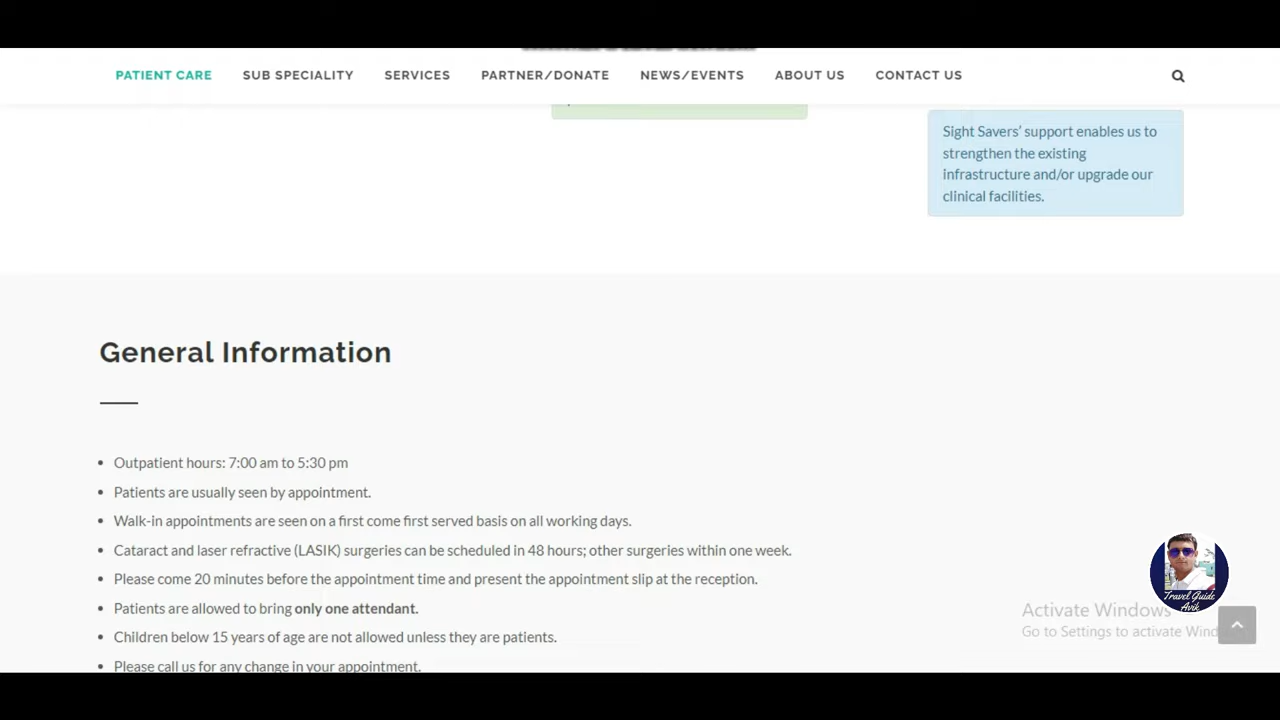 PATIENT CARE SUB SPECIALITY SERVICES PARTNER/DONATE NEWS/EVENTS ABOUT US CONTACT US
Sight Savers’ support enables us to
strengthen the existing
infrastructure and/or upgrade our
clinical facilities.
General Information
Outpatient hours: 7:00 am to 5:30 pm
Patients are usually seen by appointment.
Walk-in appointments are seen on a first come first served basis on all working days.
Cataract and laser refractive (LASIK) surgeries can be scheduled in 48 hours; other surgeries within one week.
Please come 20 minutes before the appointment time and present the appointment slip at the reception.
Patients are allowed to bring only one attendant.
Children below 15 years of age are not allowed unless they are patients.
Please call us for any change in your appointment.
Travel Guide
Avik
Activate Windows
Go to Settings to activate